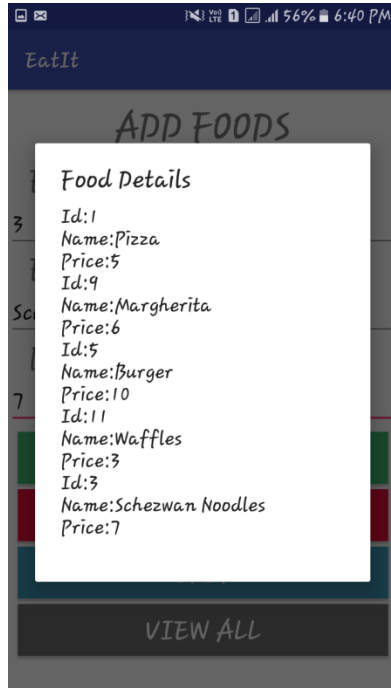 56% 6:40 PM
EatIt
ADD FOODS
Food Details
Id:1
Name:Pizza
Price:5
Id:9
Name:Margherita
Price:6
Id:5
Name:Burger
Price:10
Id:11
Name:Waffles
Price:3
Id:3
Name:Schezwan Noodles
Price:7
3
7
VIEW ALL